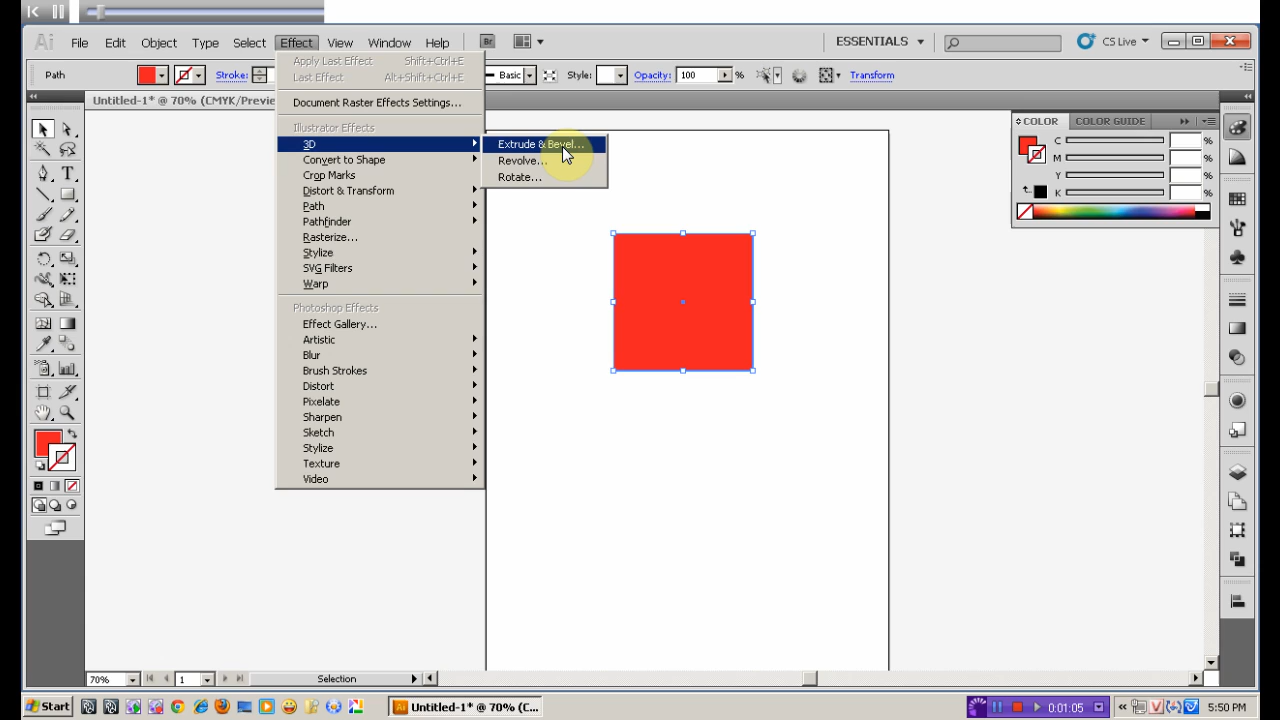 Ai File Edit Object Type Select Effect View Window Help Br ESSENTIALS CS Live
Path Stroke: Basic Style: Opacity: 100 % Transform
Untitled-1* @ 70% (CMYK/Previe
Apply Last Effect Shift+Ctrl+E
Last Effect Alt+Shift+Ctrl+E
Document Raster Effects Settings...
Illustrator Effects
3D
Convert to Shape
Crop Marks
Distort & Transform
Path
Pathfinder
Rasterize...
Stylize
SVG Filters
Warp
Photoshop Effects
Effect Gallery...
Artistic
Blur
Brush Strokes
Distort
Pixelate
Sharpen
Sketch
Stylize
Texture
Video
Extrude & Bevel...
Revolve...
Rotate...
COLOR COLOR GUIDE
C %
M %
Y %
K %
T
70% 1 Selection
Start Untitled-1* @ 70% (C... 0:01:05 5:50 PM